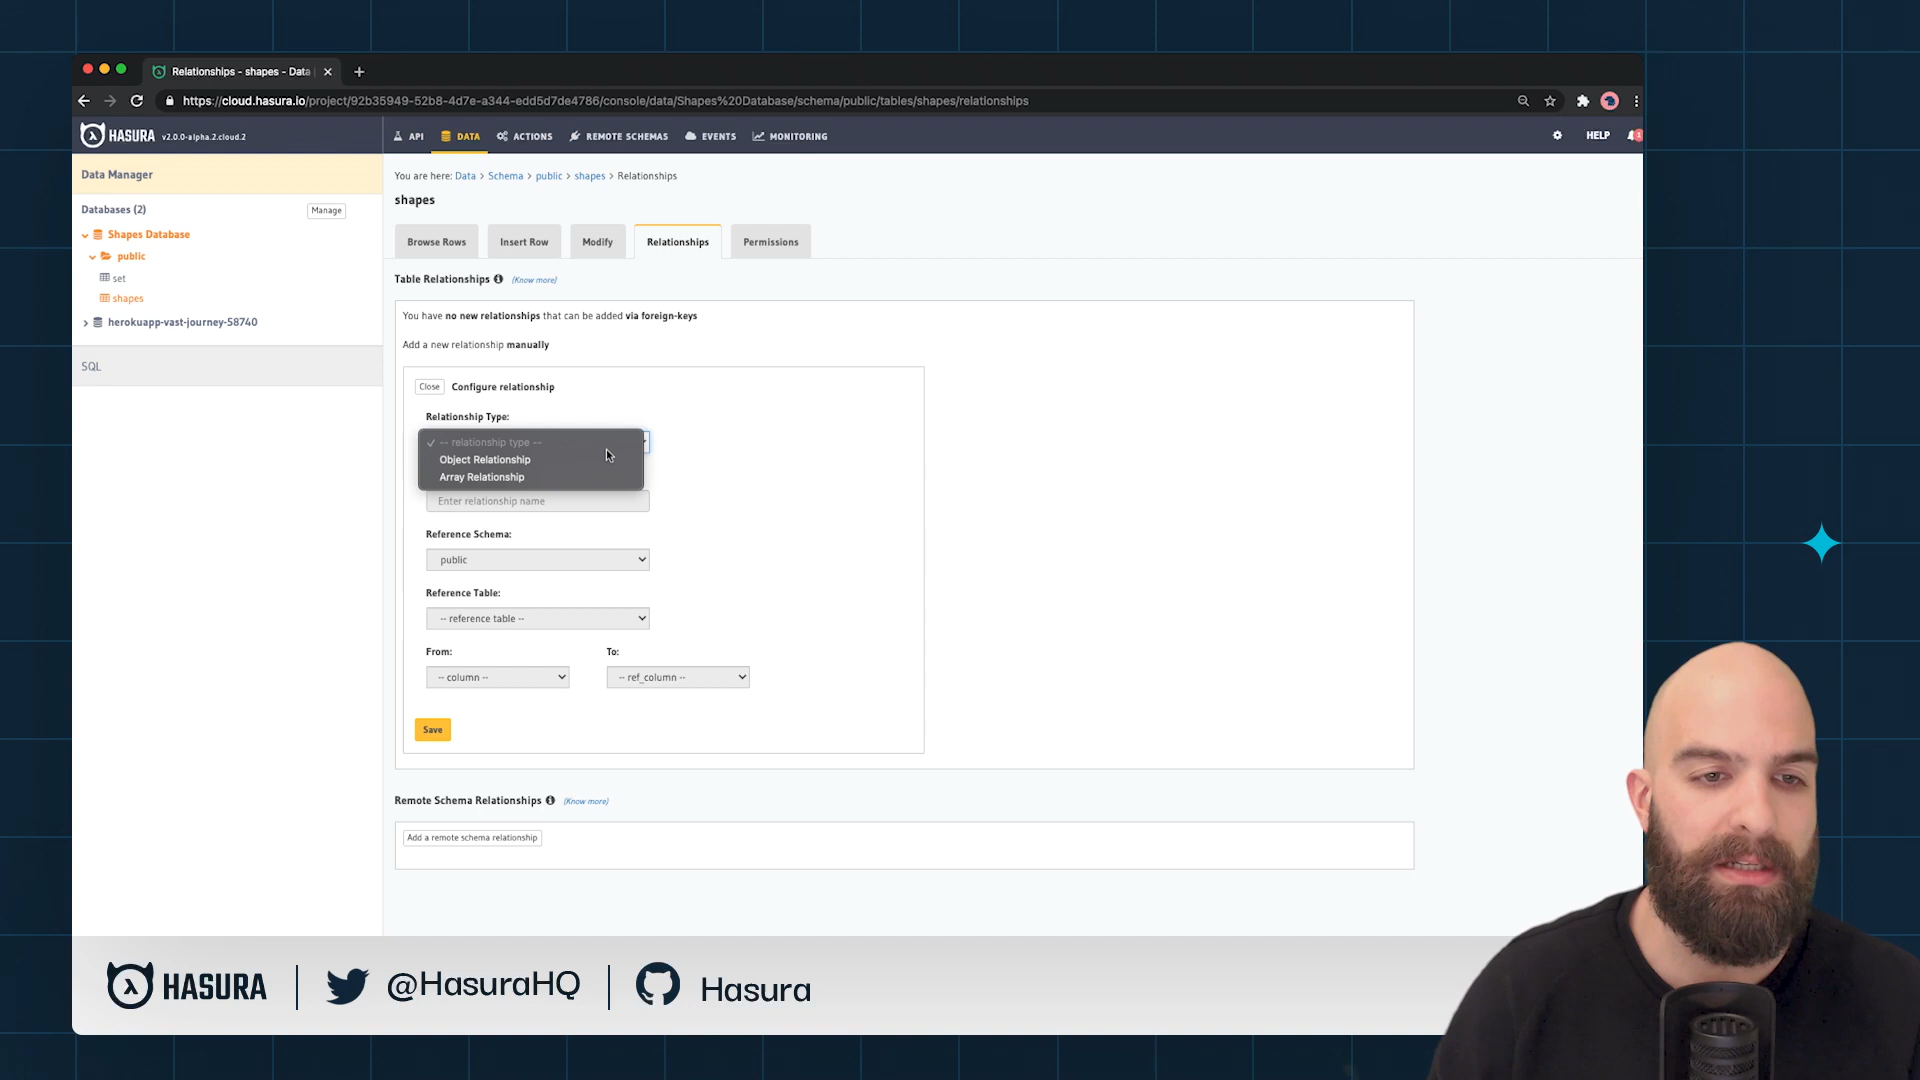 Relationships - shapes - Data
https://cloud.hasura.io/project/92b35949-52b8-4d7e-a344-edd5d7de4786/console/data/Shapes%20Database/schema/public/tables/shapes/relationships
HASURA v2.0.0-alpha.2.cloud.2
API DATA ACTIONS REMOTE SCHEMAS EVENTS MONITORING HELP
Data Manager
Databases (2) Manage
Shapes Database
public
set
shapes
herokuapp-vast-journey-58740
SQL
You are here: Data > Schema > public > shapes > Relationships
shapes
Browse Rows Insert Row Modify Relationships Permissions
Table Relationships (Know more)
You have no new relationships that can be added via foreign-keys
Add a new relationship manually
Close Configure relationship
Relationship Type:
-- relationship type --
Object Relationship
Array Relationship
Enter relationship name
Reference Schema:
public
Reference Table:
-- reference table --
From: To:
-- column -- -- ref_column --
Save
Remote Schema Relationships (Know more)
Add a remote schema relationship
HASURA @HasuraHQ Hasura